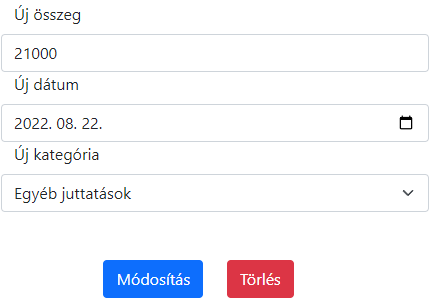 Új összeg
21000
Új dátum
2022. 08. 22.
Új kategória
Egyéb juttatások
Módosítás Törlés